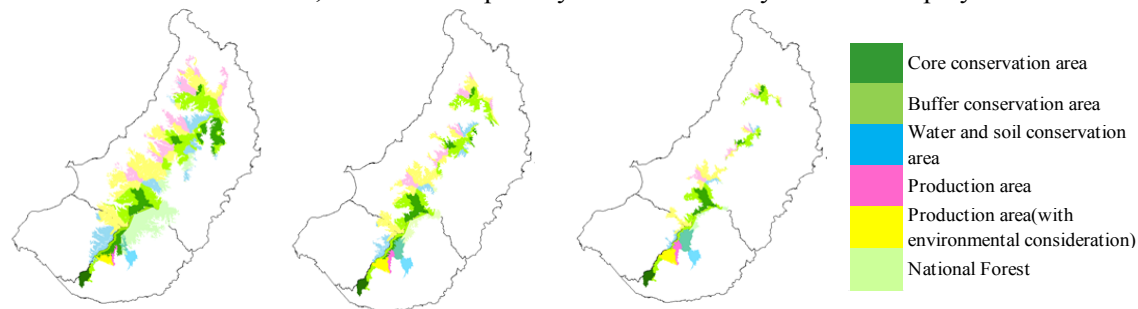 Core conservation area
Buffer conservation area
Water and soil conservation
area
Production area
Production area(with
environmental consideration)
National Forest